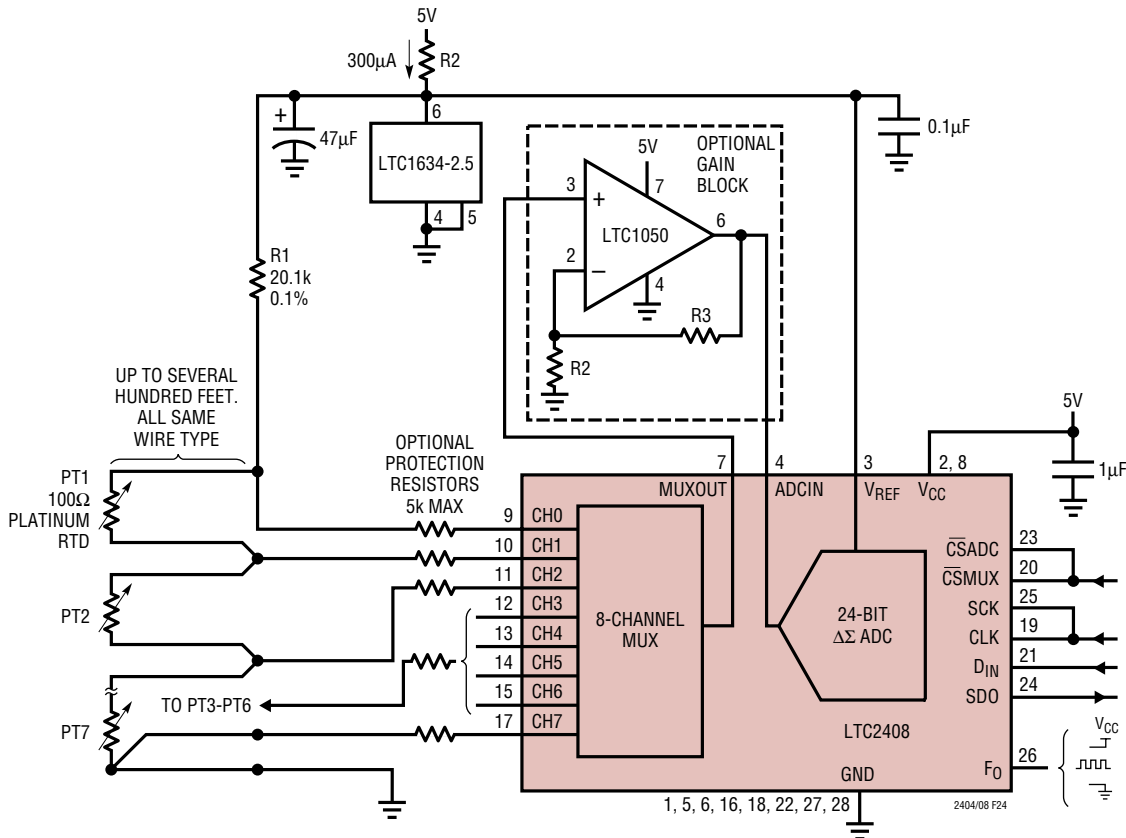 5V
300µA
R2
6
+
47µF
LTC1634-2.5
4
5
0.1µF
OPTIONAL
GAIN
BLOCK
5V
7
3
+
LTC1050
6
2
–
4
R3
R2
R1
20.1k
0.1%
UP TO SEVERAL
HUNDRED FEET.
ALL SAME
WIRE TYPE
OPTIONAL
PROTECTION
RESISTORS
5k MAX
PT1
100Ω
PLATINUM
RTD
PT2
PT7
TO PT3-PT6
5V
1µF
7
4
3
2, 8
MUXOUT
ADCIN
VREF
VCC
9
CH0
10
CH1
11
CH2
12
CH3
13
CH4
14
CH5
15
CH6
17
CH7
8-CHANNEL
MUX
24-BIT
ΔΣ ADC
C̅S̅ADC
23
C̅S̅MUX
20
SCK
25
CLK
19
DIN
21
SDO
24
LTC2408
VCC
FO
26
GND
1, 5, 6, 16, 18, 22, 27, 28
2404/08 F24